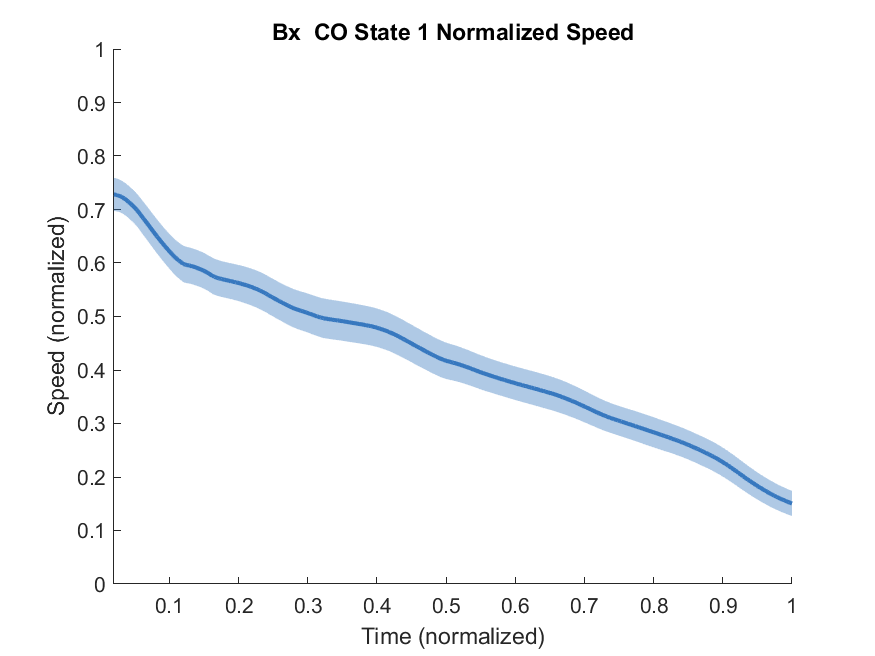 Bx  CO State 1 Normalized Speed
1
0.9
0.8
0.7
0.6
0.5
0.4
0.3
0.2
0.1
0
Speed (normalized)
0.1 0.2 0.3 0.4 0.5 0.6 0.7 0.8 0.9 1
Time (normalized)